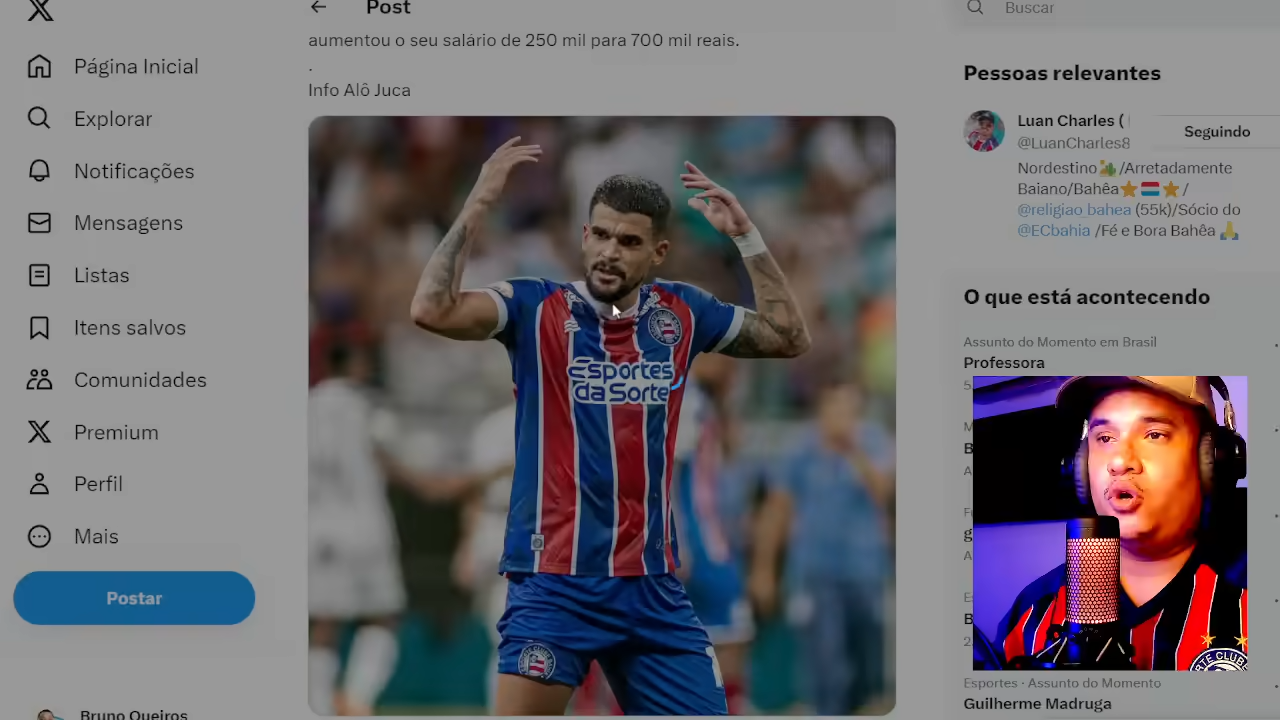 Post
Buscar
aumentou o seu salário de 250 mil para 700 mil reais.
.
Info Alô Juca
Página Inicial
Explorar
Notificações
Mensagens
Listas
Itens salvos
Comunidades
Premium
Perfil
Mais
Postar
Bruno Queiros
Esportes
da Sorte
Pessoas relevantes
Luan Charles (
@LuanCharles8
Seguindo
Nordestino /Arretadamente
Baiano/Bahêa⭐ ⭐ /
@religiao_bahea (55k)/Sócio do
@ECbahia /Fé e Bora Bahêa 🙏
O que está acontecendo
Assunto do Momento em Brasil
Professora
Esportes · Assunto do Momento
Guilherme Madruga